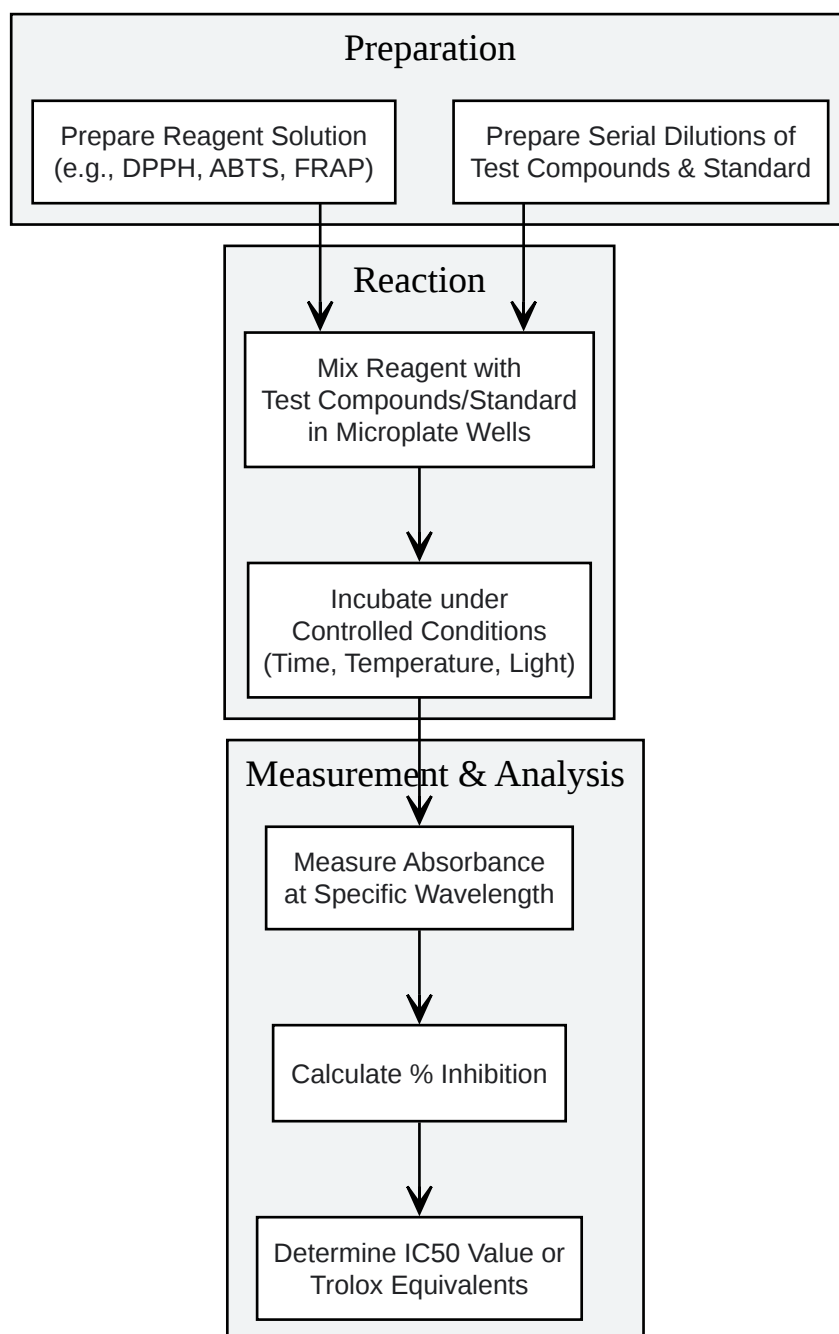 Preparation
Prepare Reagent Solution
(e.g., DPPH, ABTS, FRAP)
Prepare Serial Dilutions of
Test Compounds & Standard
Reaction
Mix Reagent with
Test Compounds/Standard
in Microplate Wells
Incubate under
Controlled Conditions
(Time, Temperature, Light)
Measurement & Analysis
Measure Absorbance
at Specific Wavelength
Calculate % Inhibition
Determine IC50 Value or
Trolox Equivalents